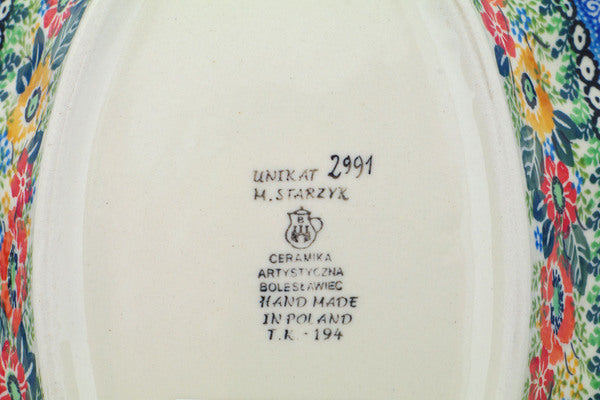 UNIKAT 2991
M. STARZYK
B
CERAMIKA
ARTYSTYCZNA
BOLESŁAWIEC
HAND MADE
IN POLAND
T.K. - 194